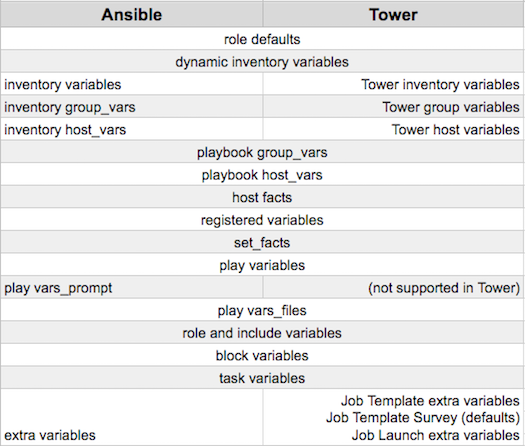 Ansible Tower
role defaults
dynamic inventory variables
inventory variables Tower inventory variables
inventory group_vars Tower group variables
inventory host_vars Tower host variables
playbook group_vars
playbook host_vars
host facts
registered variables
set_facts
play variables
play vars_prompt (not supported in Tower)
play vars_files
role and include variables
block variables
task variables
Job Template extra variables
Job Template Survey (defaults)
extra variables Job Launch extra variables